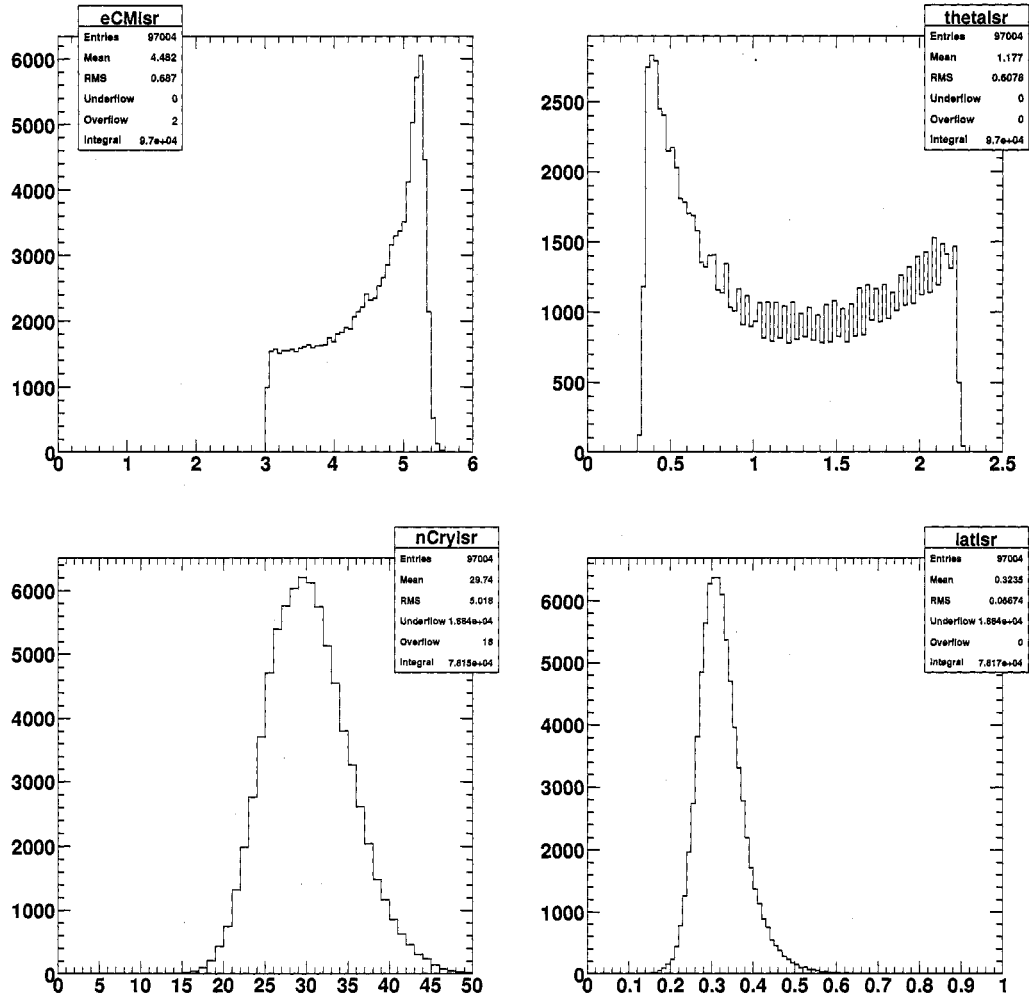 eCMIsr
Entries 97004
Mean 4.482
RMS 0.687
Underflow 0
Overflow 2
Integral 9.7e+04
6000
5000
4000
3000
2000
1000
0
0 1 2 3 4 5 6
thetaIsr
Entries 97004
Mean 1.177
RMS 0.6078
Underflow 0
Overflow 0
Integral 9.7e+04
2500
2000
1500
1000
500
0
0 0.5 1 1.5 2 2.5
nCryIsr
Entries 97004
Mean 29.74
RMS 5.018
Underflow 1.884e+04
Overflow 18
Integral 7.815e+04
6000
5000
4000
3000
2000
1000
0
0 5 10 15 20 25 30 35 40 45 50
latIsr
Entries 97004
Mean 0.3235
RMS 0.05674
Underflow 1.884e+04
Overflow 0
Integral 7.817e+04
6000
5000
4000
3000
2000
1000
0
0 0.1 0.2 0.3 0.4 0.5 0.6 0.7 0.8 0.9 1